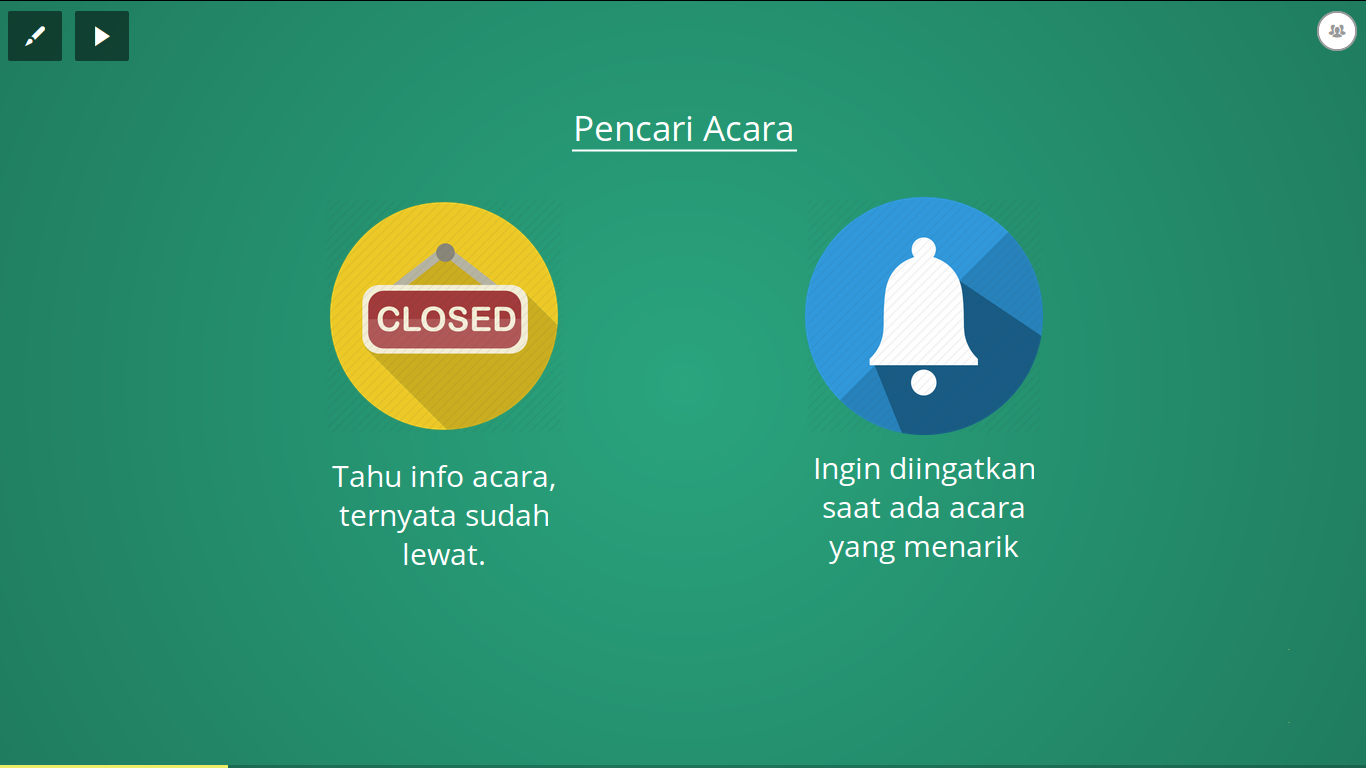 Pencari Acara
CLOSED
Tahu info acara,
ternyata sudah
lewat.
Ingin diingatkan
saat ada acara
yang menarik